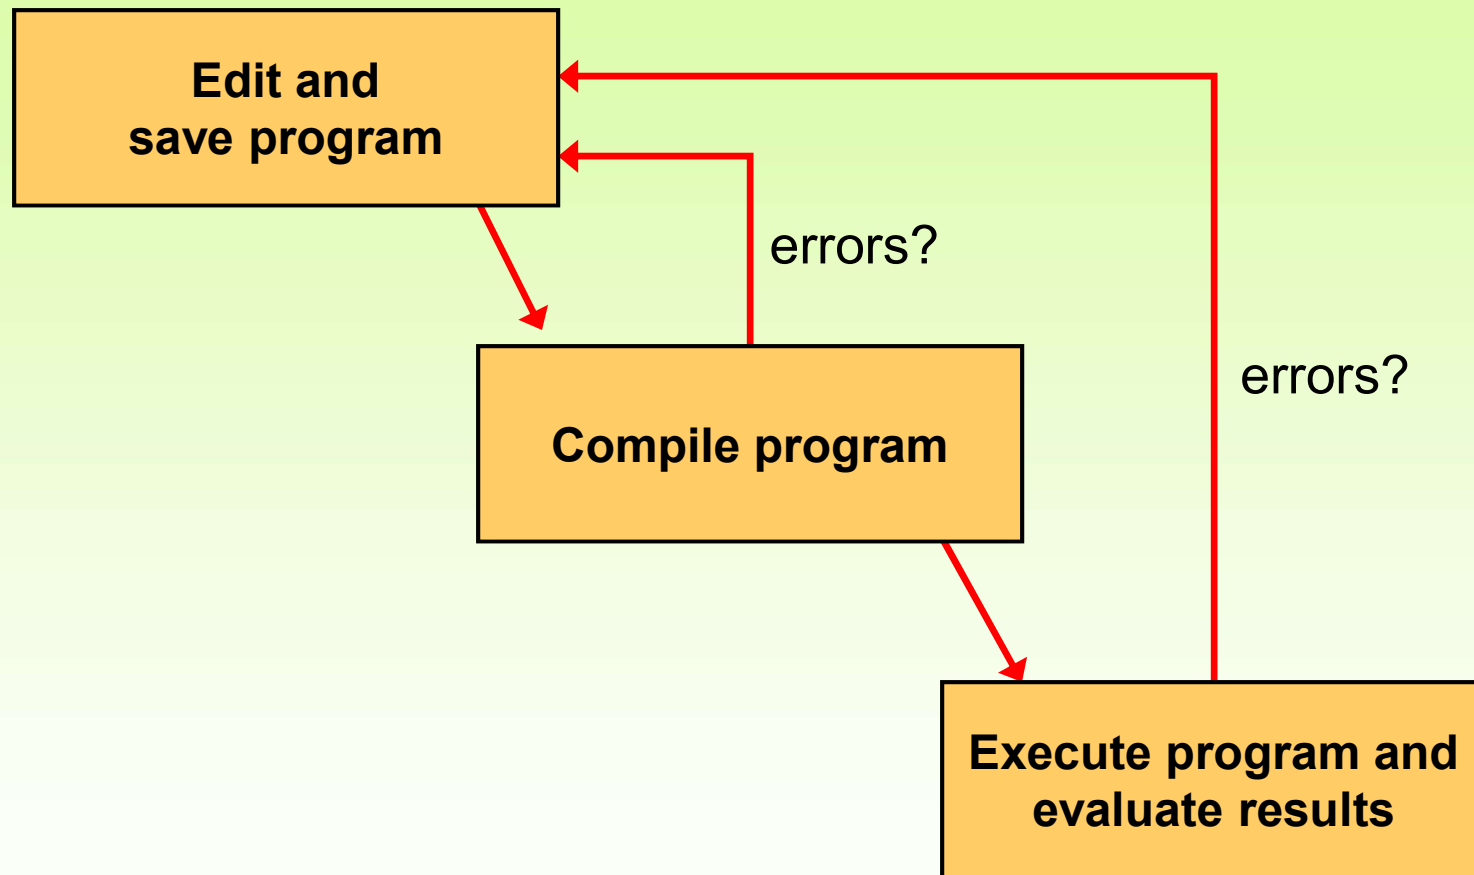 Edit and
save program
errors?
Compile program
errors?
Execute program and
evaluate results